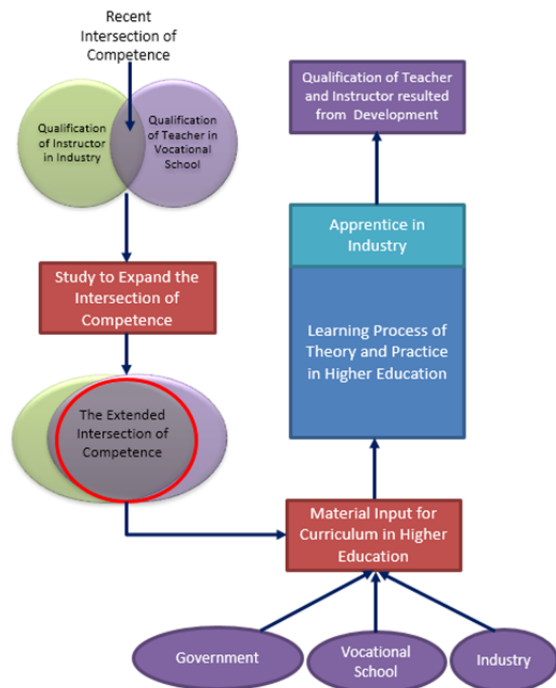 Recent
Intersection of
Competence
Qualification
of Instructor
in Industry
Qualification
of Teacher in
Vocational
School
Study to Expand the
Intersection of
Competence
The Extended
Intersection of
Competence
Qualification of Teacher
and Instructor resulted
from Development
Apprentice in
Industry
Learning Process of
Theory and Practice
in Higher Education
Material Input for
Curriculum in Higher
Education
Government
Vocational
School
Industry